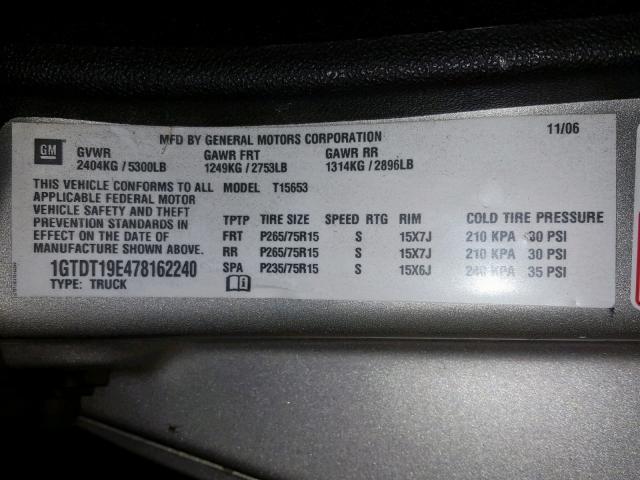 MFD BY GENERAL MOTORS CORPORATION 11/06
GM
GVWR GAWR FRT GAWR RR
2404KG / 5300LB 1249KG / 2753LB 1314KG / 2896LB
THIS VEHICLE CONFORMS TO ALL MODEL T15653
APPLICABLE FEDERAL MOTOR
VEHICLE SAFETY AND THEFT
PREVENTION STANDARDS IN
EFFECT ON THE DATE OF
MANUFACTURE SHOWN ABOVE.
1GTDT19E478162240
TYPE: TRUCK
TPTP TIRE SIZE SPEED RTG RIM COLD TIRE PRESSURE
FRT P265/75R15 S 15X7J 210 KPA 30 PSI
RR P265/75R15 S 15X7J 210 KPA 30 PSI
SPA P235/75R15 S 15X6J 240 KPA 35 PSI